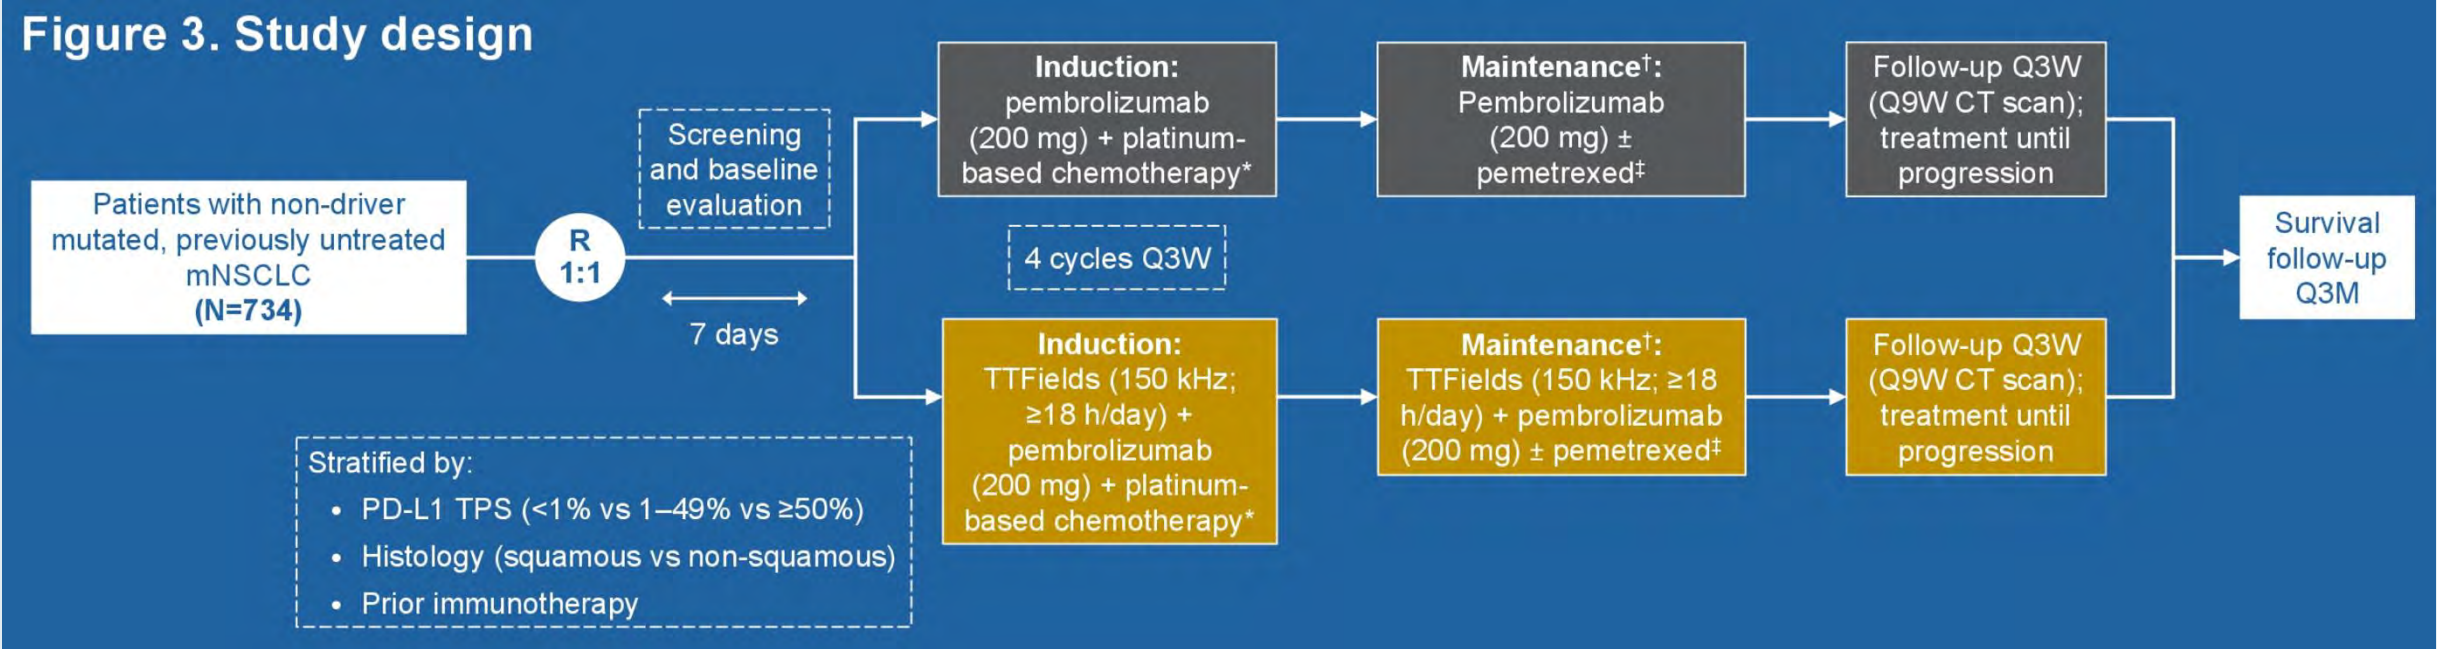 Figure 3. Study design
Patients with non-driver
mutated, previously untreated
mNSCLC
(N=734)
R
1:1
Screening
and baseline
evaluation
7 days
Stratified by:
• PD-L1 TPS (<1% vs 1–49% vs ≥50%)
• Histology (squamous vs non-squamous)
• Prior immunotherapy
Induction:
pembrolizumab
(200 mg) + platinum-
based chemotherapy*
4 cycles Q3W
Induction:
TTFields (150 kHz;
≥18 h/day) +
pembrolizumab
(200 mg) + platinum-
based chemotherapy*
Maintenance†:
Pembrolizumab
(200 mg) ±
pemetrexed‡
Maintenance†:
TTFields (150 kHz; ≥18
h/day) + pembrolizumab
(200 mg) ± pemetrexed‡
Follow-up Q3W
(Q9W CT scan);
treatment until
progression
Follow-up Q3W
(Q9W CT scan);
treatment until
progression
Survival
follow-up
Q3M